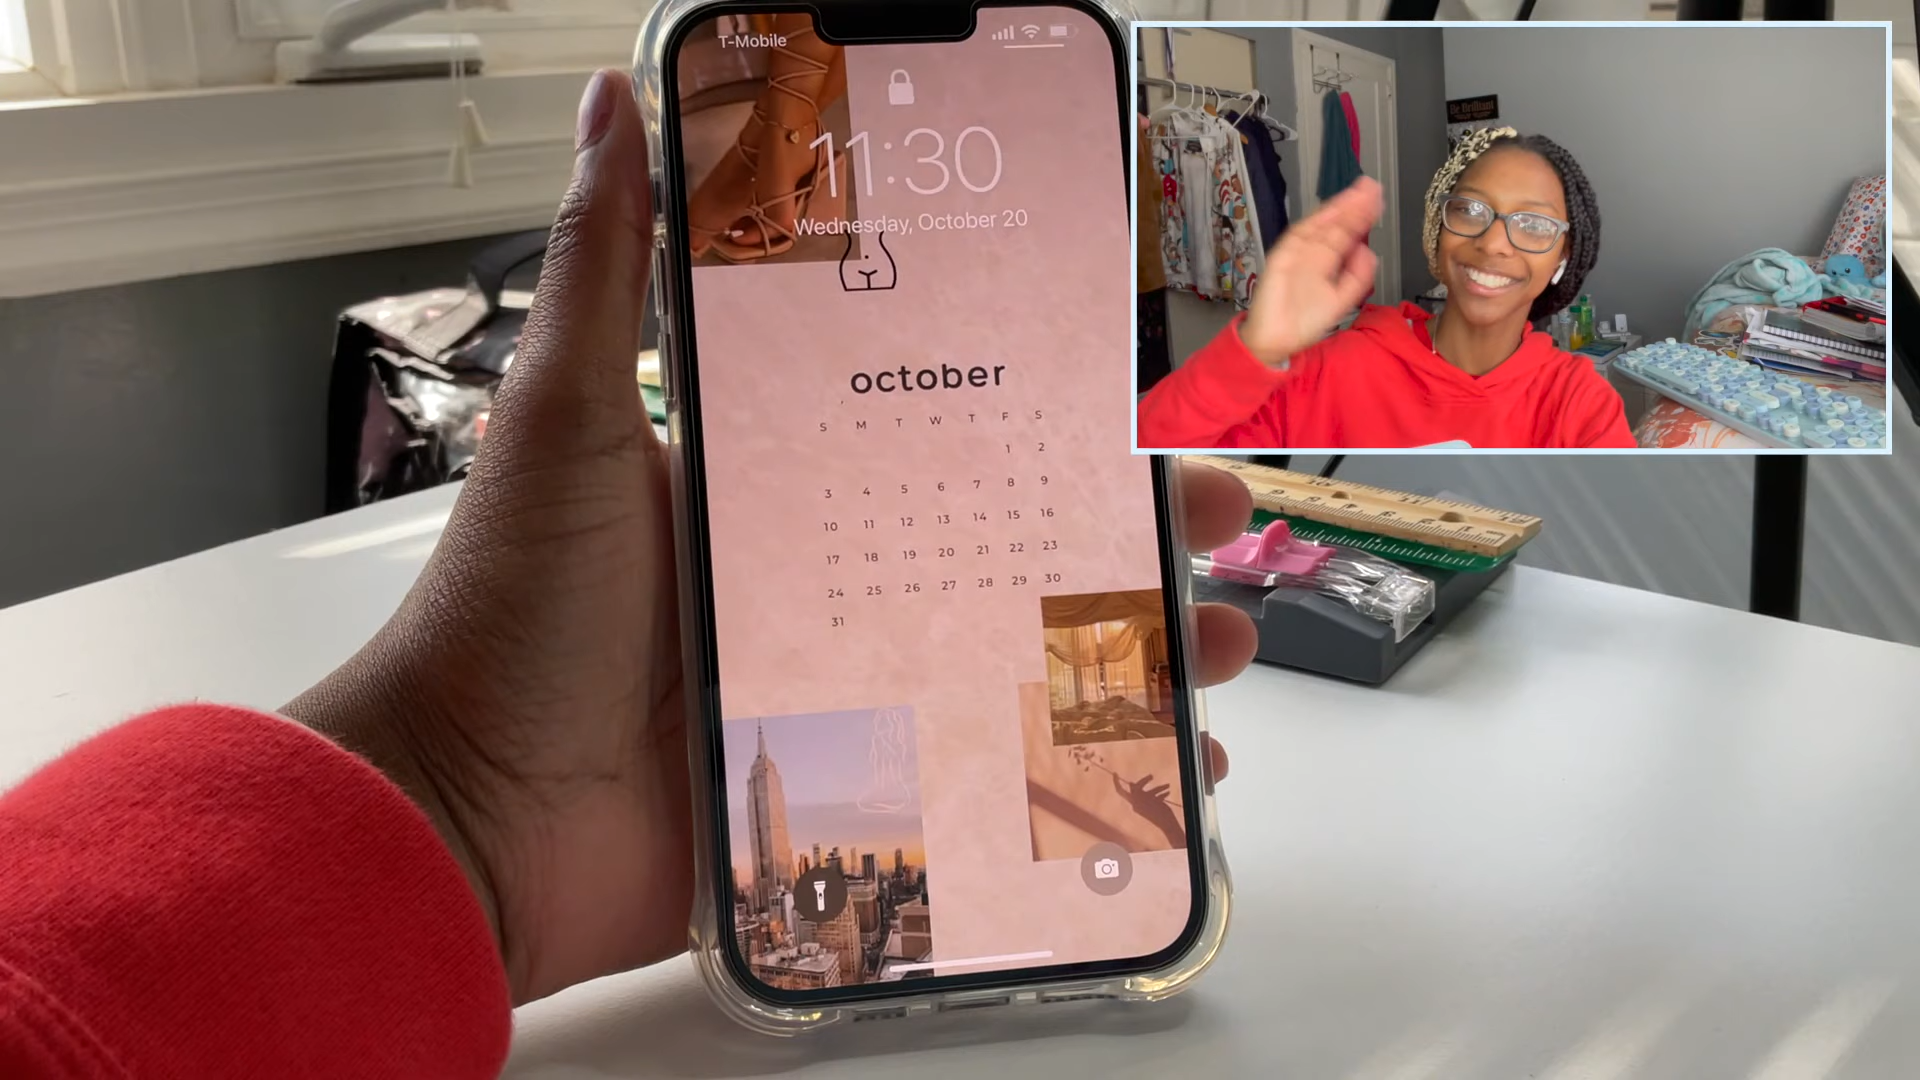 T-Mobile
11:30
Wednesday, October 20
october
S M T W T F S
1 2
3 4 5 6 7 8 9
10 11 12 13 14 15 16
17 18 19 20 21 22 23
24 25 26 27 28 29 30
31
Be Brilliant